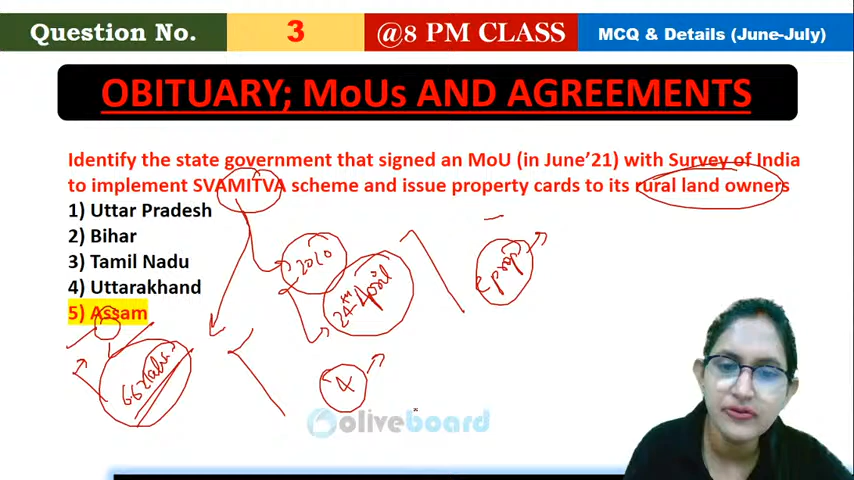 Question No.
3
@8 PM CLASS
MCQ & Details (June-July)
OBITUARY; MoUs AND AGREEMENTS
Identify the state government that signed an MoU (in June'21) with Survey of India
to implement SVAMITVA scheme and issue property cards to its rural land owners
1) Uttar Pradesh
2) Bihar
3) Tamil Nadu
4) Uttarakhand
5) Assam
24th April
4
oliveboard